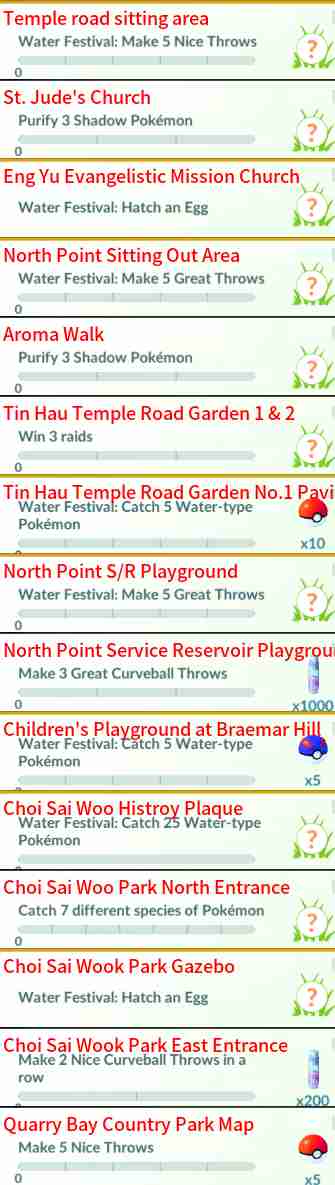 Temple road sitting area
Water Festival: Make 5 Nice Throws
0
?
St. Jude's Church
Purify 3 Shadow Pokémon
0
?
Eng Yu Evangelistic Mission Church
Water Festival: Hatch an Egg
?
North Point Sitting Out Area
Water Festival: Make 5 Great Throws
0
?
Aroma Walk
Purify 3 Shadow Pokémon
0
?
Tin Hau Temple Road Garden 1 & 2
Win 3 raids
0
?
Tin Hau Temple Road Garden No.1 Pavi
Water Festival: Catch 5 Water-type
Pokémon
x10
North Point S/R Playground
Water Festival: Make 5 Great Throws
0
?
North Point Service Reservoir Playgrou
Make 3 Great Curveball Throws
0
x1000
Children's Playground at Braemar Hill
Water Festival: Catch 5 Water-type
Pokémon
x5
Choi Sai Woo Histroy Plaque
Water Festival: Catch 25 Water-type
Pokémon
?
Choi Sai Woo Park North Entrance
Catch 7 different species of Pokémon
0
?
Choi Sai Wook Park Gazebo
Water Festival: Hatch an Egg
?
Choi Sai Wook Park East Entrance
Make 2 Nice Curveball Throws in a
row
x200
Quarry Bay Country Park Map
Make 5 Nice Throws
0
x5